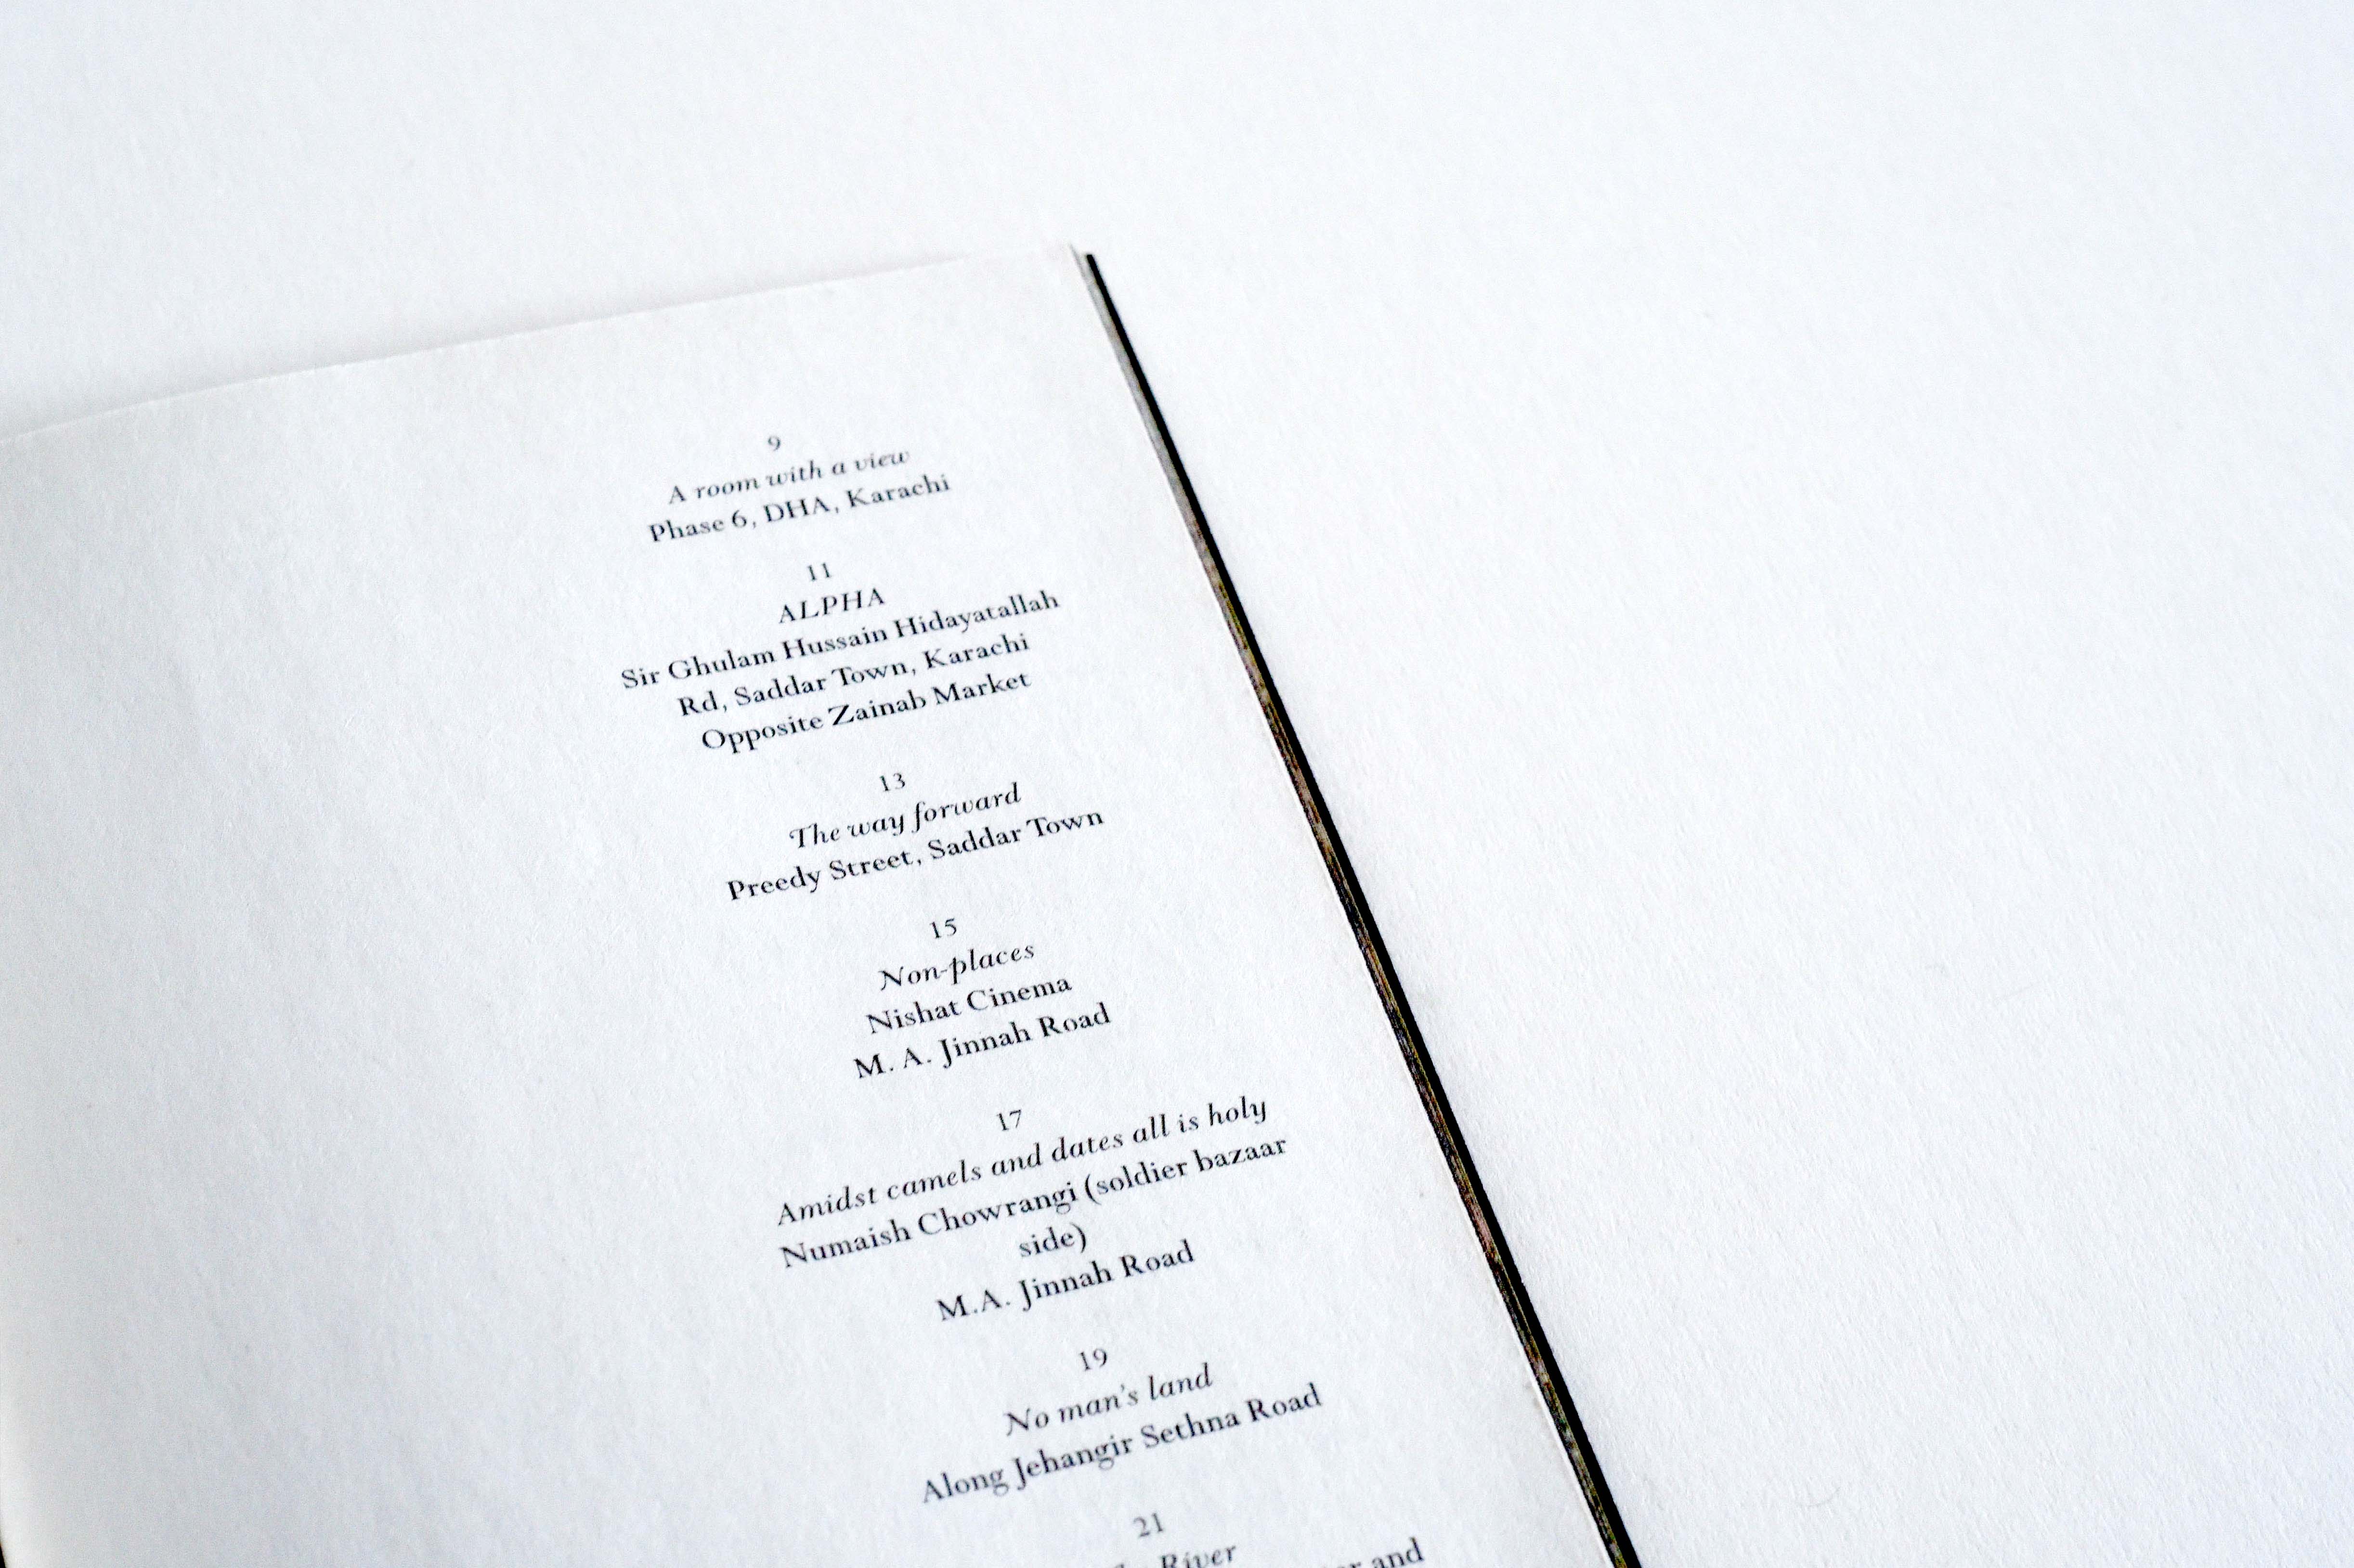 9
A room with a view
Phase 6, DHA, Karachi
11
ALPHA
Sir Ghulam Hussain Hidayatallah
Rd, Saddar Town, Karachi
Opposite Zainab Market
13
The way forward
Preedy Street, Saddar Town
15
Non-places
Nishat Cinema
M. A. Jinnah Road
17
Amidst camels and dates all is holy
Numaish Chowrangi (soldier bazaar
side)
M.A. Jinnah Road
19
No man's land
Along Jehangir Sethna Road
21
River
and